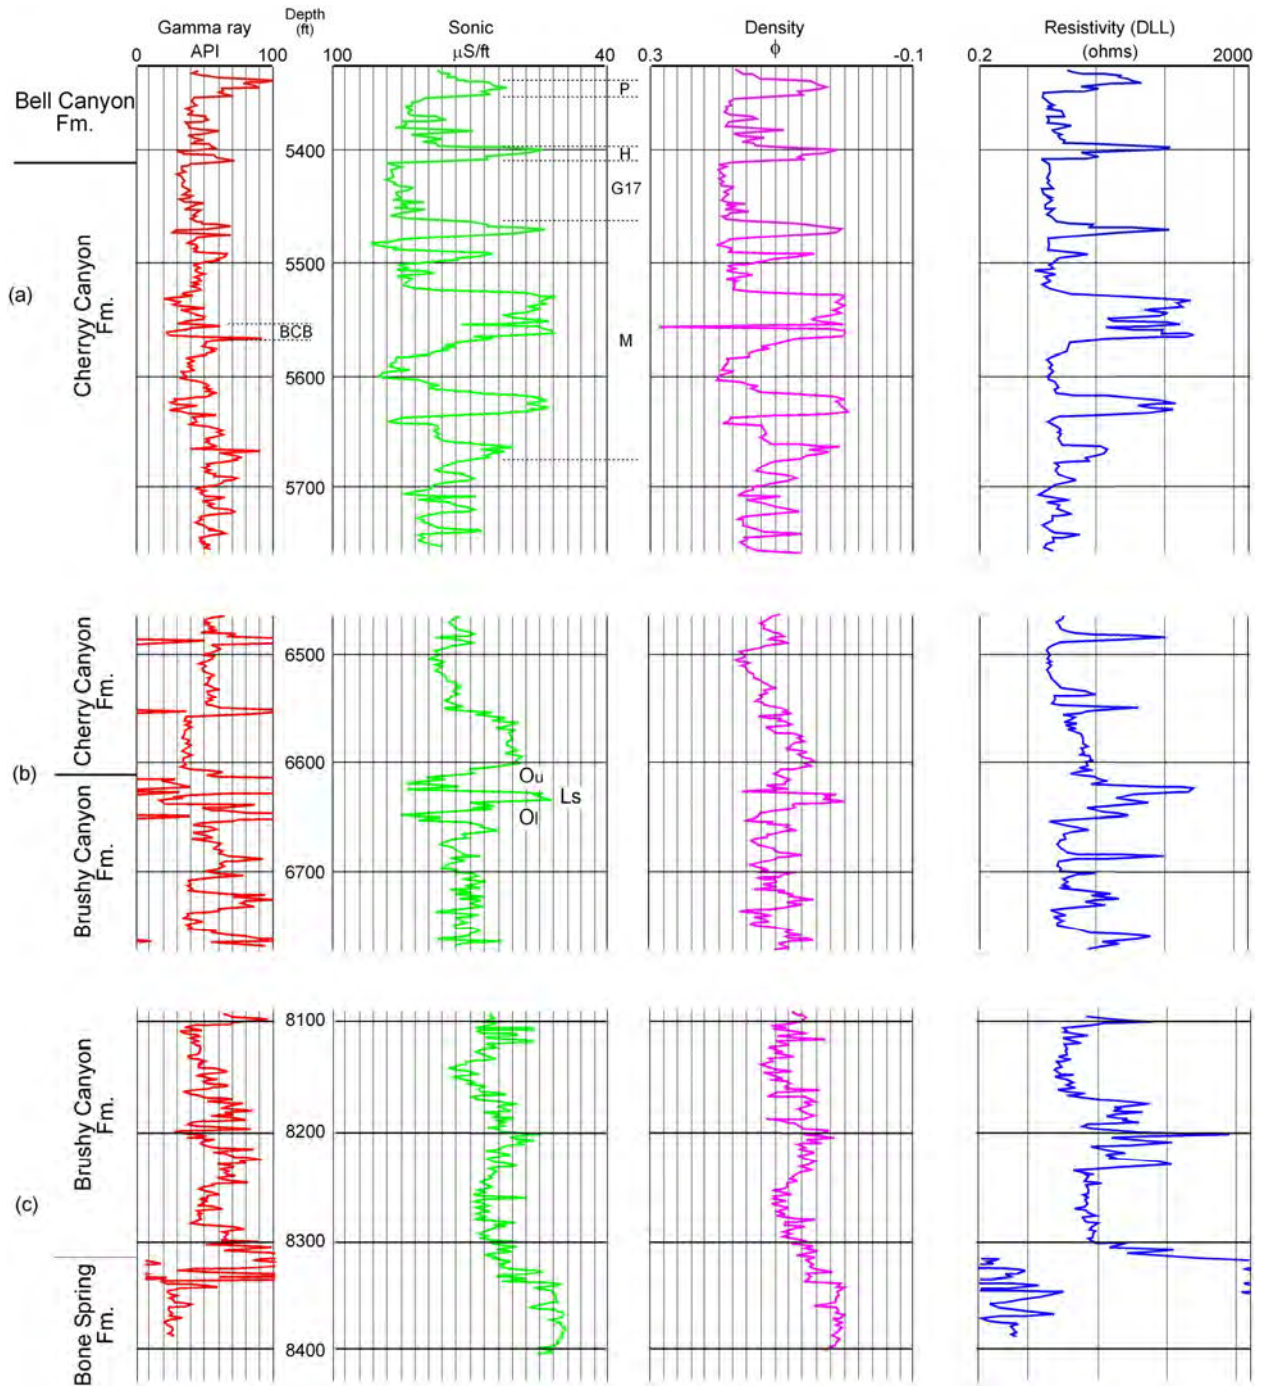 Gamma ray
API
0
100
Depth
(ft)
Sonic
µS/ft
100
40
Density
ϕ
0.3
-0.1
Resistivity (DLL)
(ohms)
0.2
2000
Bell Canyon
Fm.
Cherry Canyon
Fm.
(a)
5400
5500
5600
5700
BCB
P
H
G17
M
Cherry Canyon
Fm.
Brushy Canyon
Fm.
(b)
6500
6600
6700
Ou
Ls
Ol
Brushy Canyon
Fm.
Bone Spring
Fm.
(c)
8100
8200
8300
8400